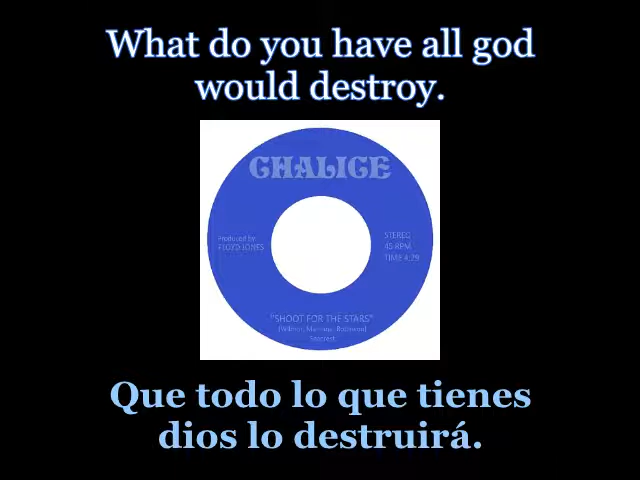 What do you have all god
would destroy.
CHALICE
Produced by:
FLOYD JONES
STEREO
45 RPM
TIME 4:29
"SHOOT FOR THE STARS"
Que todo lo que tienes
dios lo destruirá.